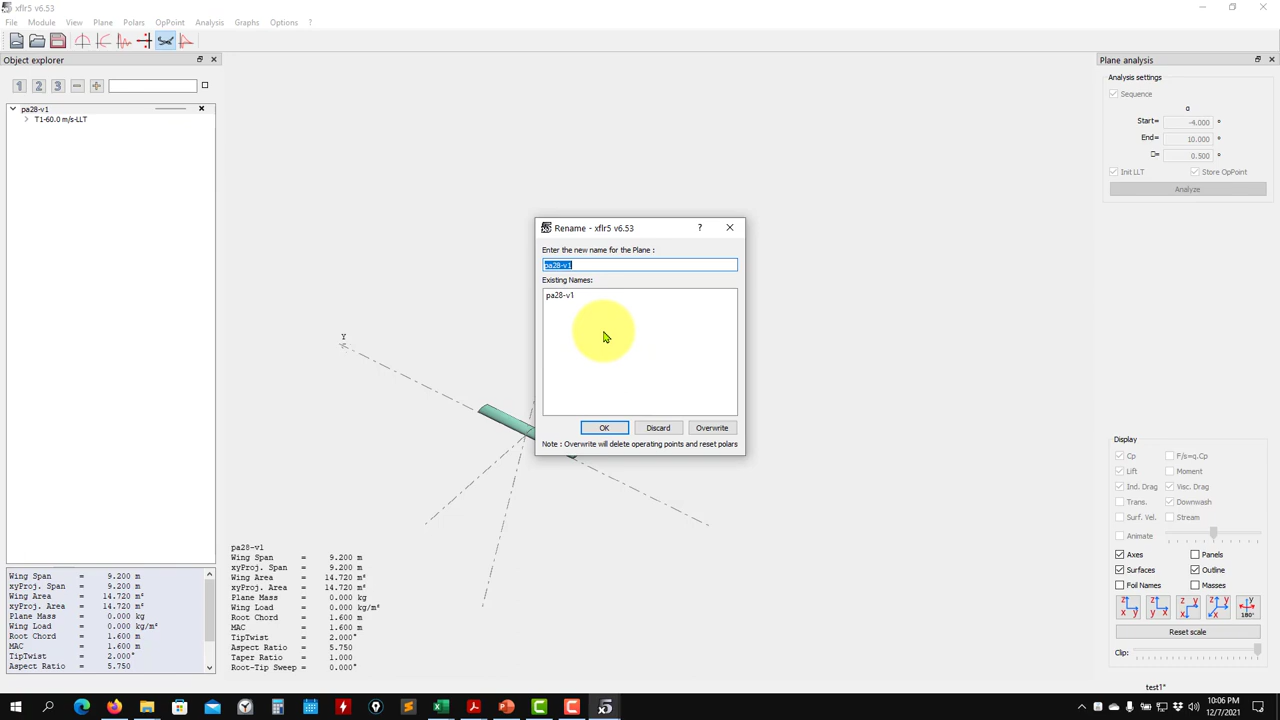 xflr5 v6.53
File Module View Plane Polars OpPoint Analysis Graphs Options ?
Object explorer
1 2 3
pa28-v1
T1-60.0 m/s-LLT
Wing Span = 9.200 m
xyProj. Span = 9.200 m
Wing Area = 14.720 m²
xyProj. Area = 14.720 m²
Plane Mass = 0.000 kg
Wing Load = 0.000 kg/m²
Root Chord = 1.600 m
MAC = 1.600 m
TipTwist = 2.000°
Aspect Ratio = 5.750
Y
pa28-v1
Wing Span = 9.200 m
xyProj. Span = 9.200 m
Wing Area = 14.720 m²
xyProj. Area = 14.720 m²
Plane Mass = 0.000 kg
Wing Load = 0.000 kg/m²
Root Chord = 1.600 m
MAC = 1.600 m
TipTwist = 2.000°
Aspect Ratio = 5.750
Taper Ratio = 1.000
Root-Tip Sweep = 0.000°
Rename - xflr5 v6.53
?
Enter the new name for the Plane :
pa28-v1
Existing Names:
pa28-v1
OK Discard Overwrite
Note : Overwrite will delete operating points and reset polars
Plane analysis
Analysis settings
Sequence
α
Start= -4.000 °
End= 10.000 °
□= 0.500 °
Init LLT Store OpPoint
Analyze
Display
Cp F/s=q.Cp
Lift Moment
Ind. Drag Visc. Drag
Trans. Downwash
Surf. Vel. Stream
Animate
Axes Panels
Surfaces Outline
Foil Names Masses
Z X Z Y Z Y Z Y X Y 180°
Reset scale
Clip:
test1*
10:06 PM
12/7/2021